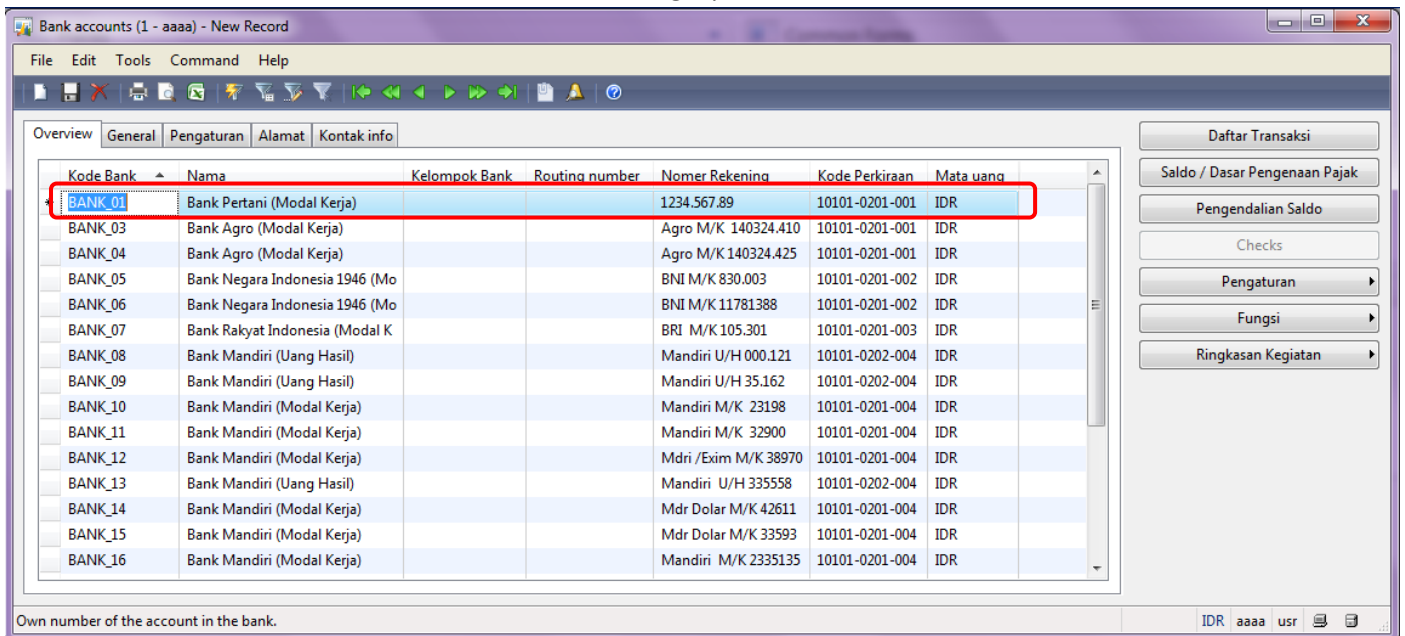 Bank accounts (1 - aaaa) - New Record
File Edit Tools Command Help
Overview General Pengaturan Alamat Kontak info
Kode Bank Nama Kelompok Bank Routing number Nomer Rekening Kode Perkiraan Mata uang
* BANK_01 Bank Pertani (Modal Kerja) 1234.567.89 10101-0201-001 IDR
BANK_03 Bank Agro (Modal Kerja) Agro M/K 140324.410 10101-0201-001 IDR
BANK_04 Bank Agro (Modal Kerja) Agro M/K 140324.425 10101-0201-001 IDR
BANK_05 Bank Negara Indonesia 1946 (Mo BNI M/K 830.003 10101-0201-002 IDR
BANK_06 Bank Negara Indonesia 1946 (Mo BNI M/K 11781388 10101-0201-002 IDR
BANK_07 Bank Rakyat Indonesia (Modal K BRI M/K 105.301 10101-0201-003 IDR
BANK_08 Bank Mandiri (Uang Hasil) Mandiri U/H 000.121 10101-0202-004 IDR
BANK_09 Bank Mandiri (Uang Hasil) Mandiri U/H 35.162 10101-0202-004 IDR
BANK_10 Bank Mandiri (Modal Kerja) Mandiri M/K 23198 10101-0201-004 IDR
BANK_11 Bank Mandiri (Modal Kerja) Mandiri M/K 32900 10101-0201-004 IDR
BANK_12 Bank Mandiri (Modal Kerja) Mdri /Exim M/K 38970 10101-0201-004 IDR
BANK_13 Bank Mandiri (Uang Hasil) Mandiri U/H 335558 10101-0202-004 IDR
BANK_14 Bank Mandiri (Modal Kerja) Mdr Dolar M/K 42611 10101-0201-004 IDR
BANK_15 Bank Mandiri (Modal Kerja) Mdr Dolar M/K 33593 10101-0201-004 IDR
BANK_16 Bank Mandiri (Modal Kerja) Mandiri M/K 2335135 10101-0201-004 IDR
Daftar Transaksi
Saldo / Dasar Pengenaan Pajak
Pengendalian Saldo
Checks
Pengaturan
Fungsi
Ringkasan Kegiatan
Own number of the account in the bank.
IDR aaaa usr